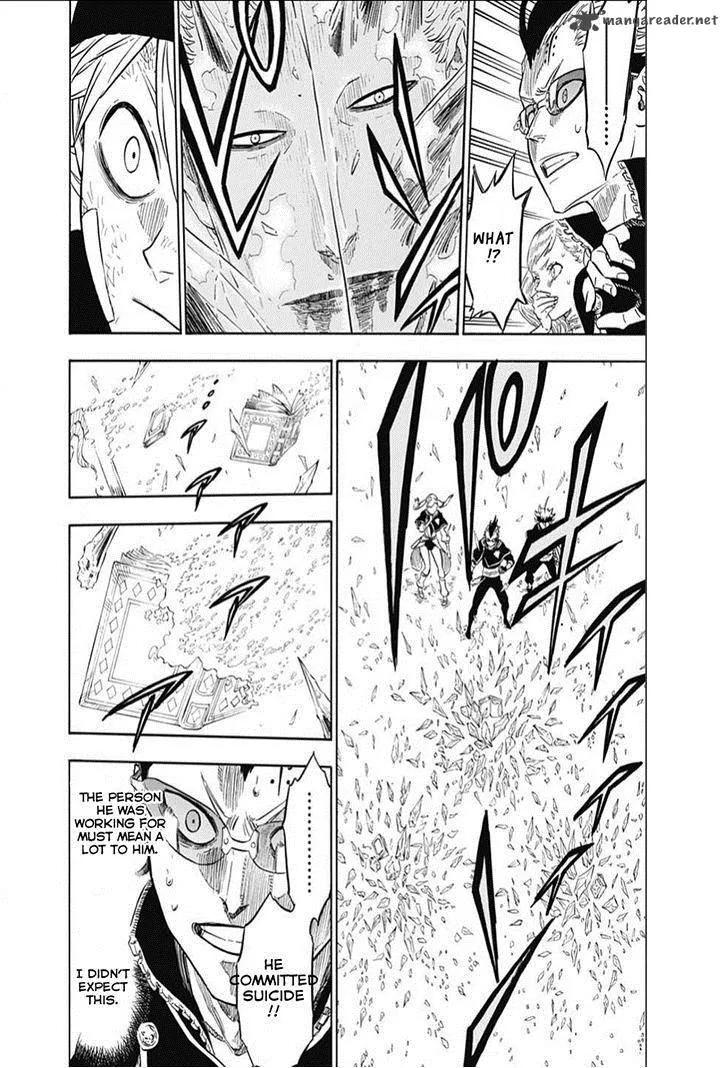 mangareader.net
.......
WHAT
!?
.......
HE
COMMITTED
SUICIDE
!!
THE PERSON
HE WAS
WORKING FOR
MUST MEAN A
LOT TO HIM.
I DIDN'T
EXPECT
THIS.